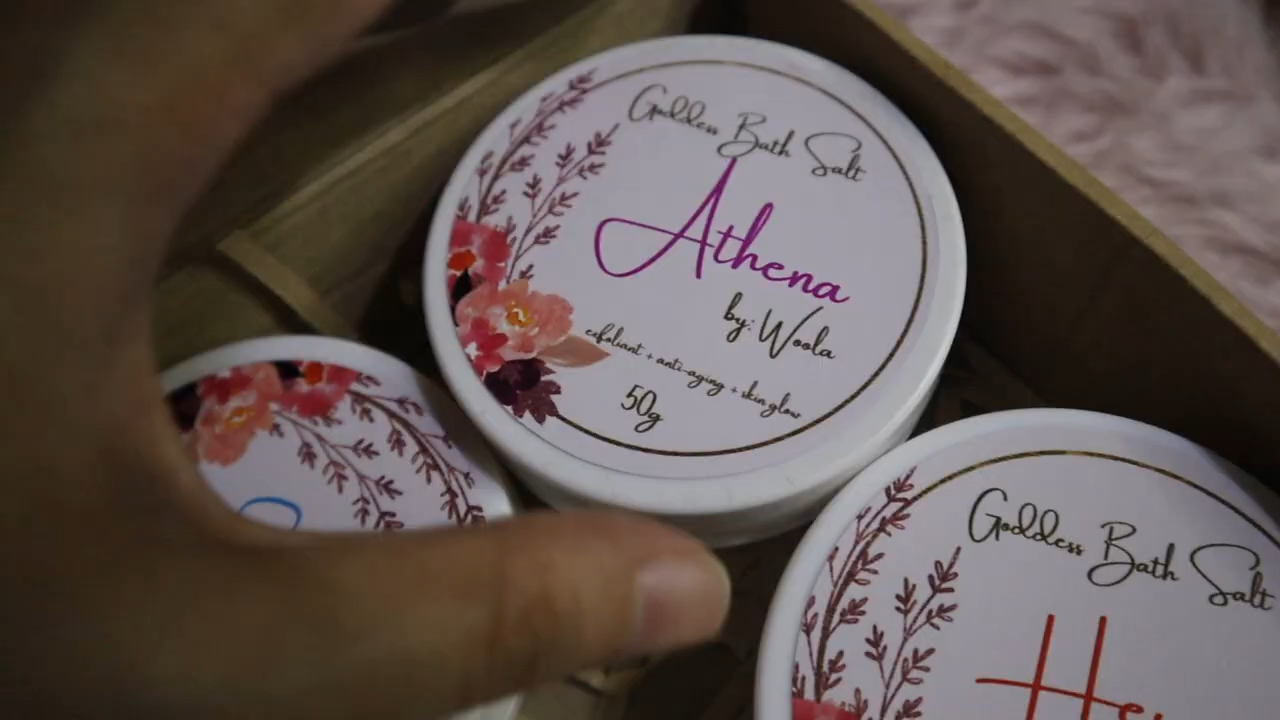 Goddess Bath Salt
Athena
by: Woola
exfoliant + anti-aging + skin glow
50g
Goddess Bath Salt